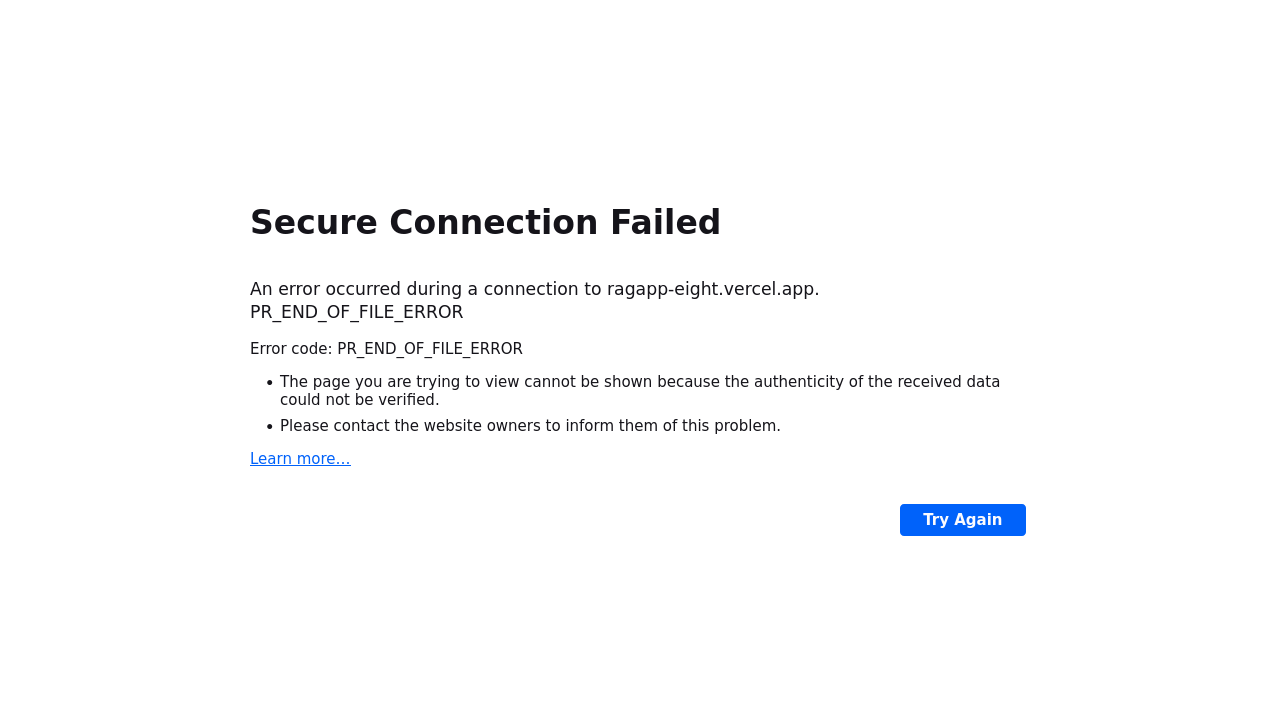 Secure Connection Failed
An error occurred during a connection to ragapp-eight.vercel.app.
PR_END_OF_FILE_ERROR
Error code: PR_END_OF_FILE_ERROR
• The page you are trying to view cannot be shown because the authenticity of the received data
could not be verified.
• Please contact the website owners to inform them of this problem.
Learn more…
Try Again